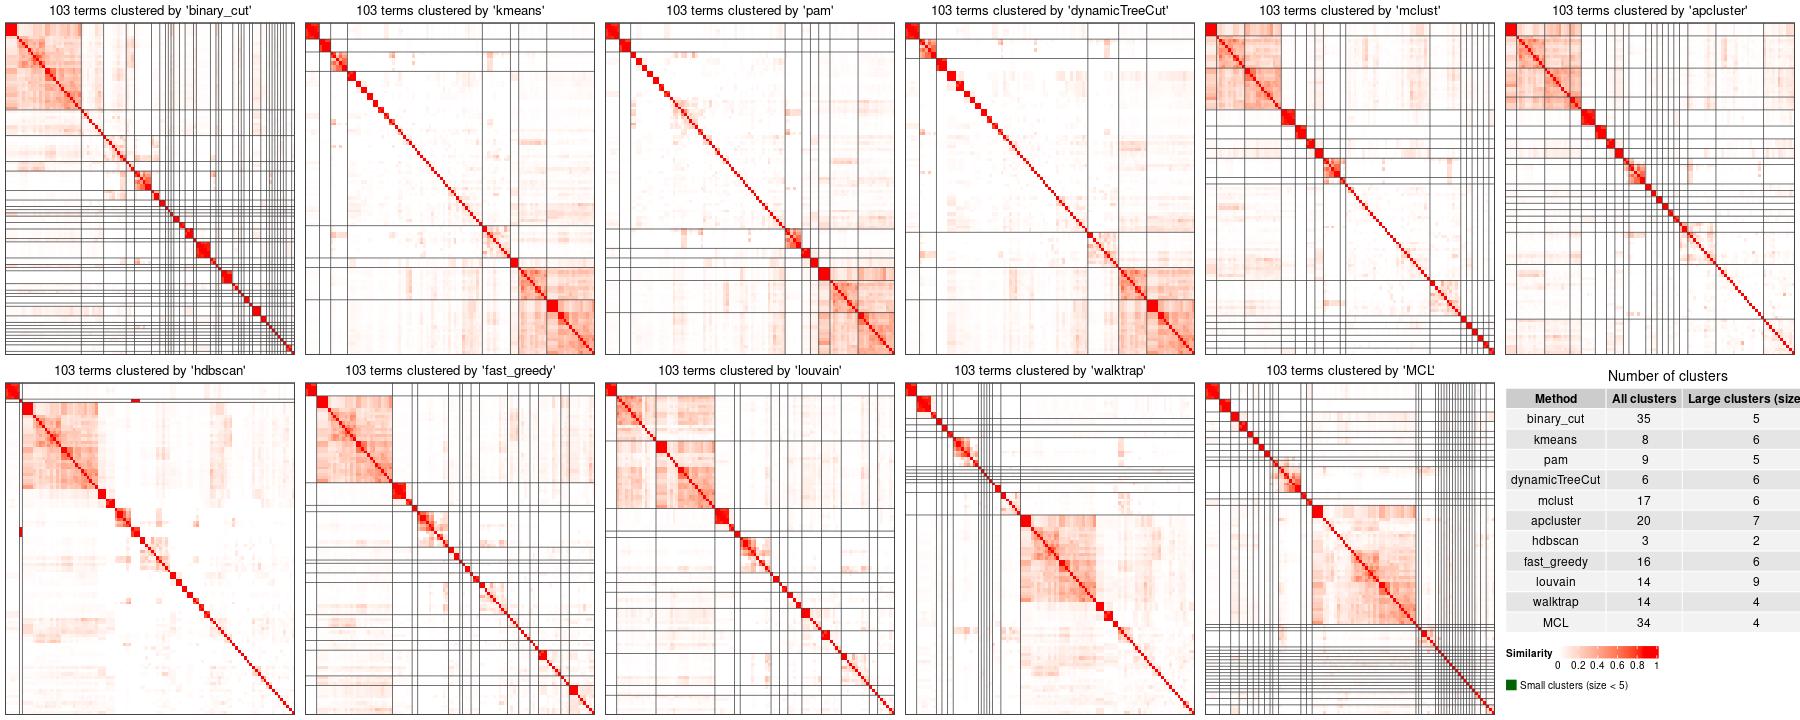 103 terms clustered by 'binary_cut'
103 terms clustered by 'kmeans'
103 terms clustered by 'pam'
103 terms clustered by 'dynamicTreeCut'
103 terms clustered by 'mclust'
103 terms clustered by 'apcluster'
103 terms clustered by 'hdbscan'
103 terms clustered by 'fast_greedy'
103 terms clustered by 'louvain'
103 terms clustered by 'walktrap'
103 terms clustered by 'MCL'
Number of clusters
Method All clusters Large clusters (size
binary_cut 35 5
kmeans 8 6
pam 9 5
dynamicTreeCut 6 6
mclust 17 6
apcluster 20 7
hdbscan 3 2
fast_greedy 16 6
louvain 14 9
walktrap 14 4
MCL 34 4
Similarity
0 0.2 0.4 0.6 0.8 1
Small clusters (size < 5)